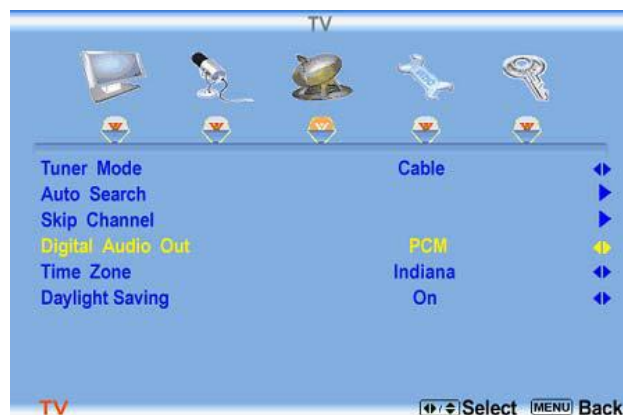 TV
Tuner Mode Cable
Auto Search
Skip Channel
Digital Audio Out PCM
Time Zone Indiana
Daylight Saving On
TV Select MENU Back